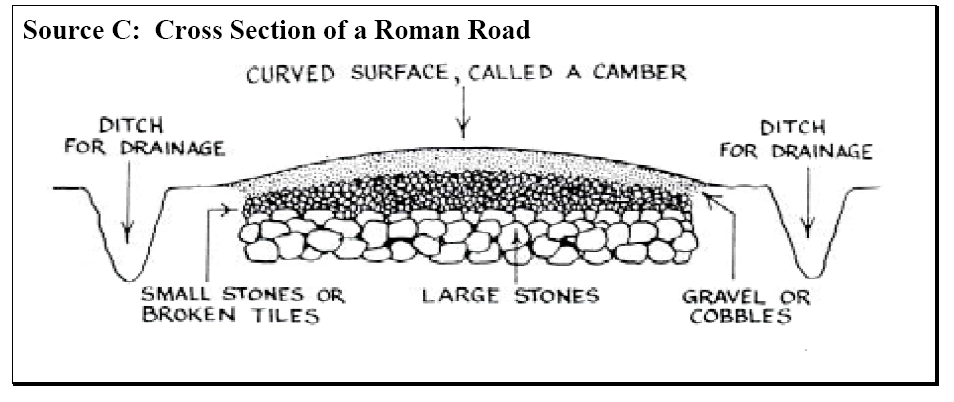 Source C: Cross Section of a Roman Road
CURVED SURFACE, CALLED A CAMBER
DITCH
FOR DRAINAGE
DITCH
FOR DRAINAGE
SMALL STONES OR
BROKEN TILES
LARGE STONES
GRAVEL OR
COBBLES